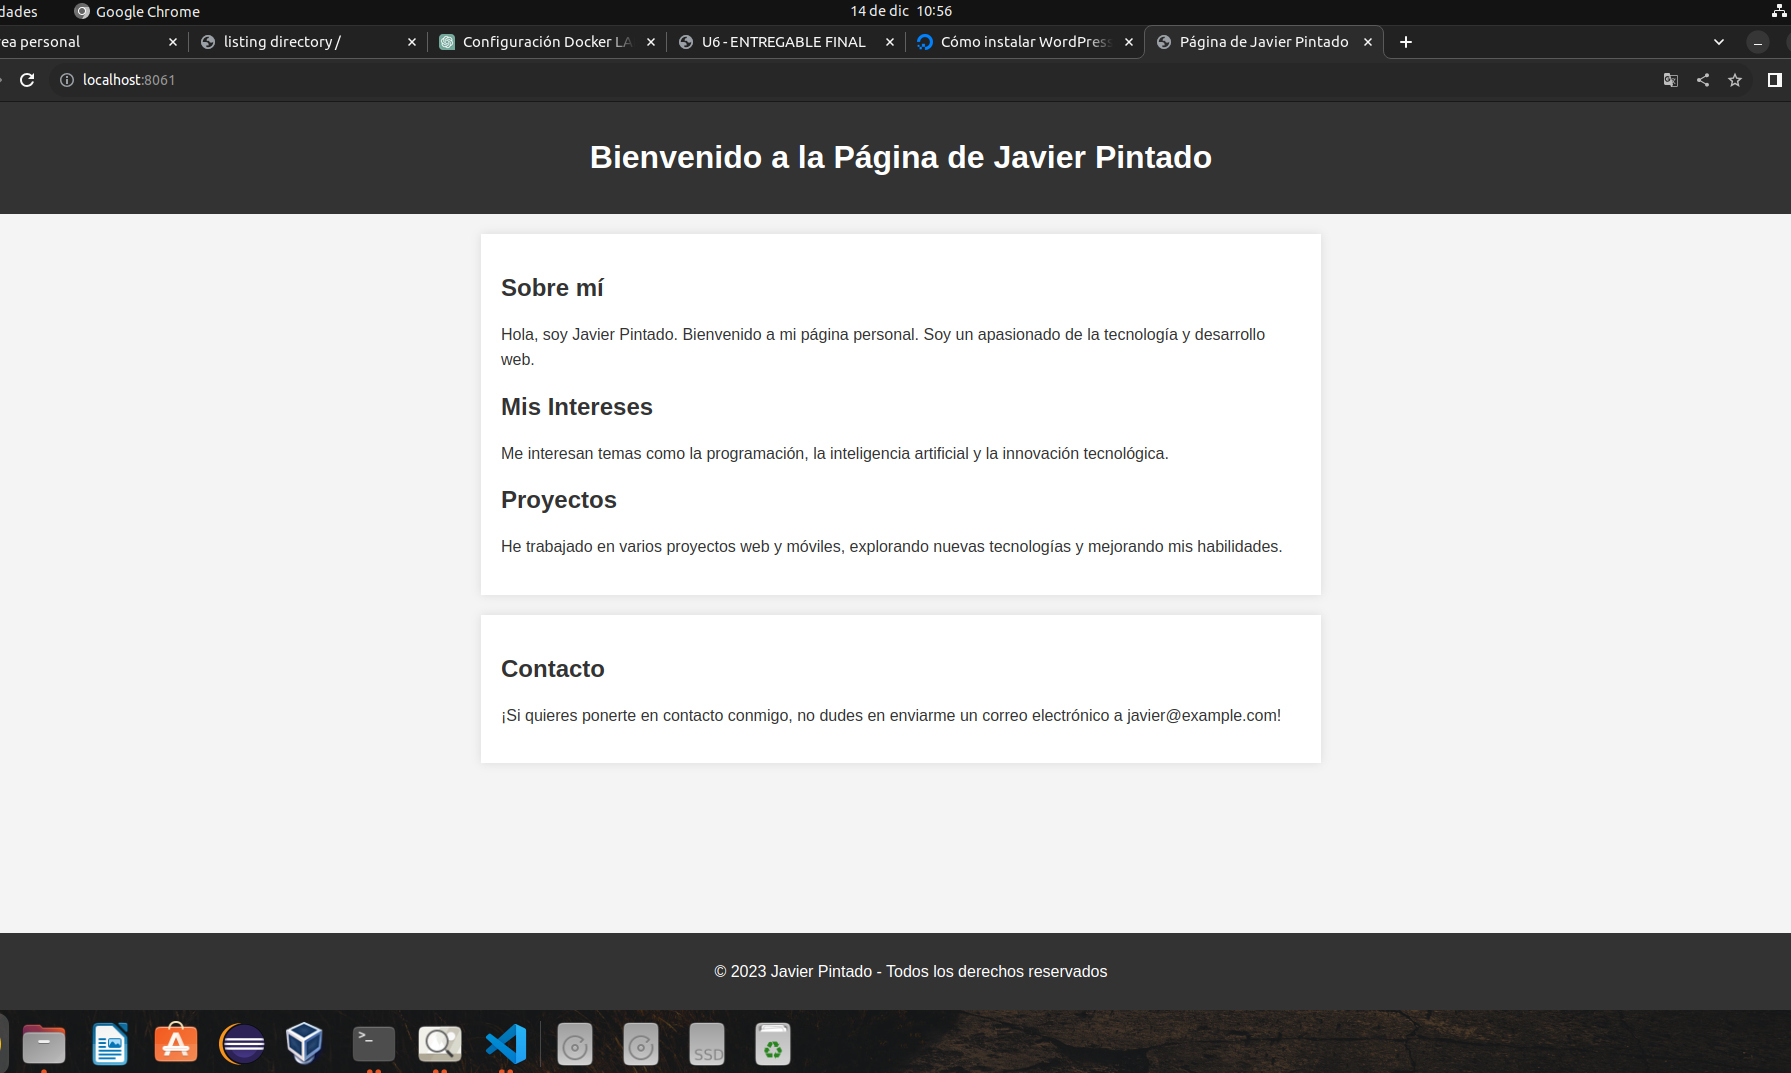 dades Google Chrome 14 de dic 10:56
rea personal listing directory / Configuración Docker LA U6 - ENTREGABLE FINAL Cómo instalar WordPress Página de Javier Pintado
localhost:8061
Bienvenido a la Página de Javier Pintado
Sobre mí
Hola, soy Javier Pintado. Bienvenido a mi página personal. Soy un apasionado de la tecnología y desarrollo
web.
Mis Intereses
Me interesan temas como la programación, la inteligencia artificial y la innovación tecnológica.
Proyectos
He trabajado en varios proyectos web y móviles, explorando nuevas tecnologías y mejorando mis habilidades.
Contacto
¡Si quieres ponerte en contacto conmigo, no dudes en enviarme un correo electrónico a javier@example.com!
© 2023 Javier Pintado - Todos los derechos reservados
SSD